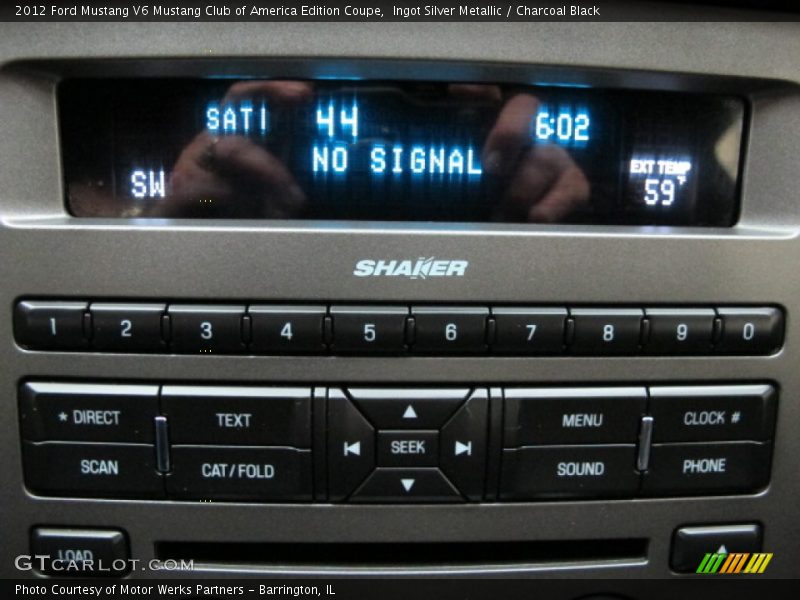 2012 Ford Mustang V6 Mustang Club of America Edition Coupe,  Ingot Silver Metallic / Charcoal Black
SAT1 44 6:02
NO SIGNAL
SW EXT TEMP
59°F
SHAKER
1 2 3 4 5 6 7 8 9 0
* DIRECT TEXT ▲ MENU CLOCK #
SEEK
SCAN CAT/FOLD ▼ SOUND PHONE
LOAD
GTCARLOT.COM
Photo Courtesy of Motor Werks Partners - Barrington, IL